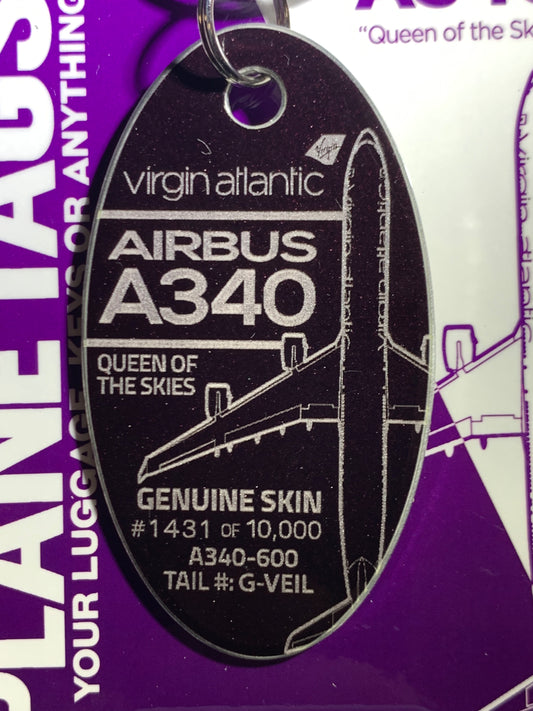 PLANE TAGS
YOUR LUGGAGE, KEYS OR ANYTHING
"Queen of the Sk
virgin atlantic
AIRBUS
A340
QUEEN OF
THE SKIES
GENUINE SKIN
#1431 OF 10,000
A340-600
TAIL #: G-VEIL